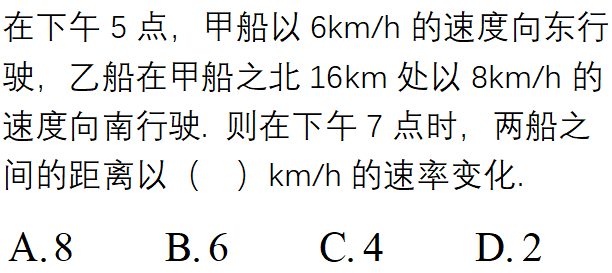 在下午 5 点，甲船以 6km/h 的速度向东行
驶，乙船在甲船之北 16km 处以 8km/h 的
速度向南行驶. 则在下午 7 点时，两船之
间的距离以（ ）km/h 的速率变化.
A. 8 B. 6 C. 4 D. 2